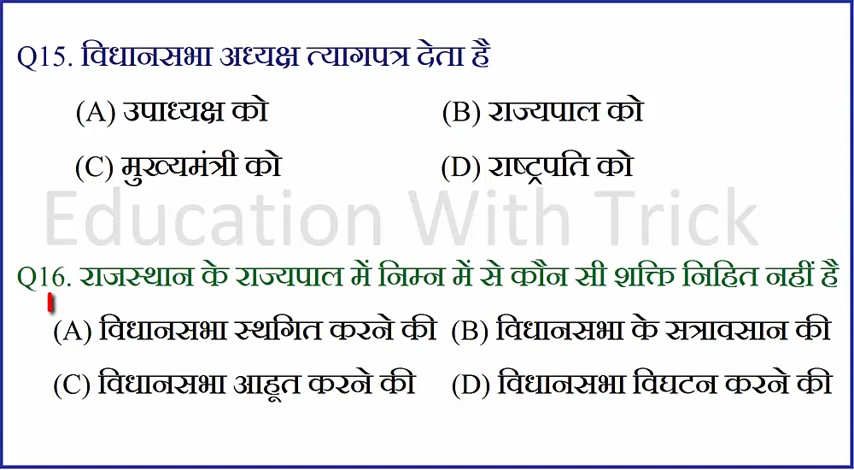 Q15. विधानसभा अध्यक्ष त्यागपत्र देता है
(A) उपाध्यक्ष को (B) राज्यपाल को
(C) मुख्यमंत्री को (D) राष्ट्रपति को
Education With Trick
Q16. राजस्थान के राज्यपाल में निम्न में से कौन सी शक्ति निहित नहीं है
(A) विधानसभा स्थगित करने की (B) विधानसभा के सत्रावसान की
(C) विधानसभा आहूत करने की (D) विधानसभा विघटन करने की